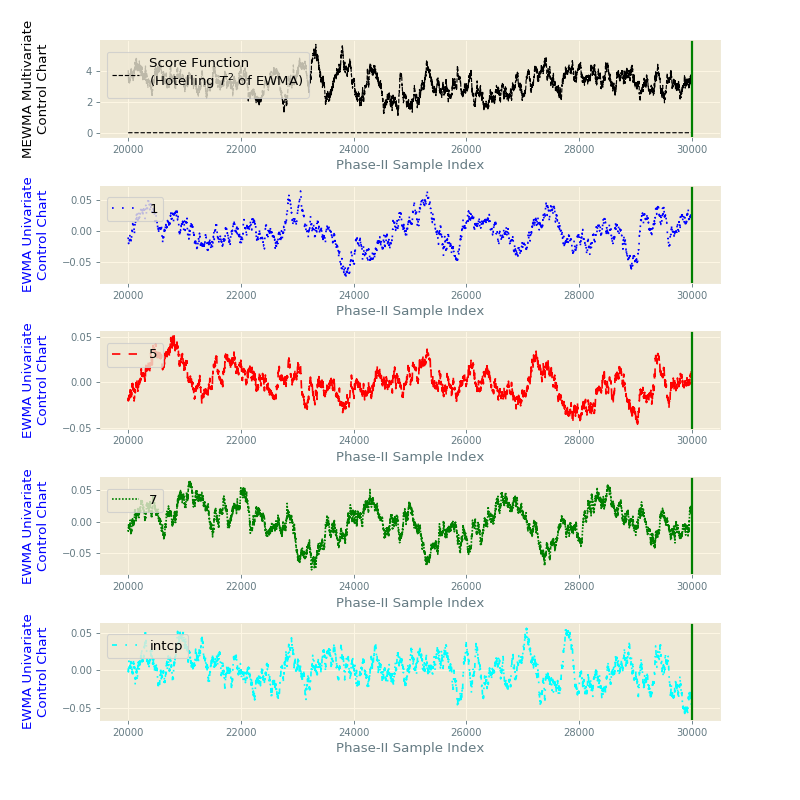 MEWMA Multivariate
Control Chart
Score Function
(Hotelling T² of EWMA)
4
2
0
20000 22000 24000 26000 28000 30000
Phase-II Sample Index
EWMA Univariate
Control Chart
1
0.05
0.00
−0.05
20000 22000 24000 26000 28000 30000
Phase-II Sample Index
EWMA Univariate
Control Chart
5
0.05
0.00
−0.05
20000 22000 24000 26000 28000 30000
Phase-II Sample Index
EWMA Univariate
Control Chart
7
0.05
0.00
−0.05
20000 22000 24000 26000 28000 30000
Phase-II Sample Index
EWMA Univariate
Control Chart
intcp
0.05
0.00
−0.05
20000 22000 24000 26000 28000 30000
Phase-II Sample Index